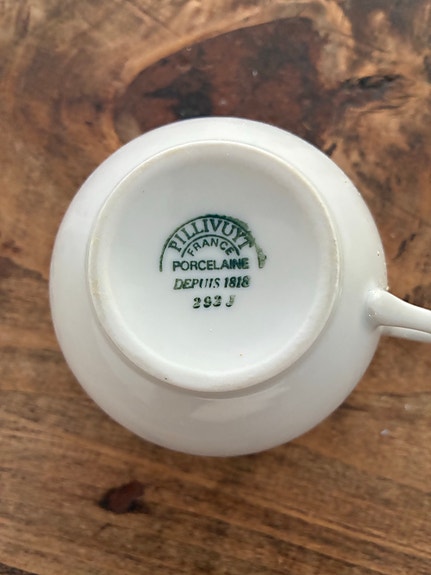 PILLIVUYT
FRANCE
PORCELAINE
DEPUIS 1818
293 J